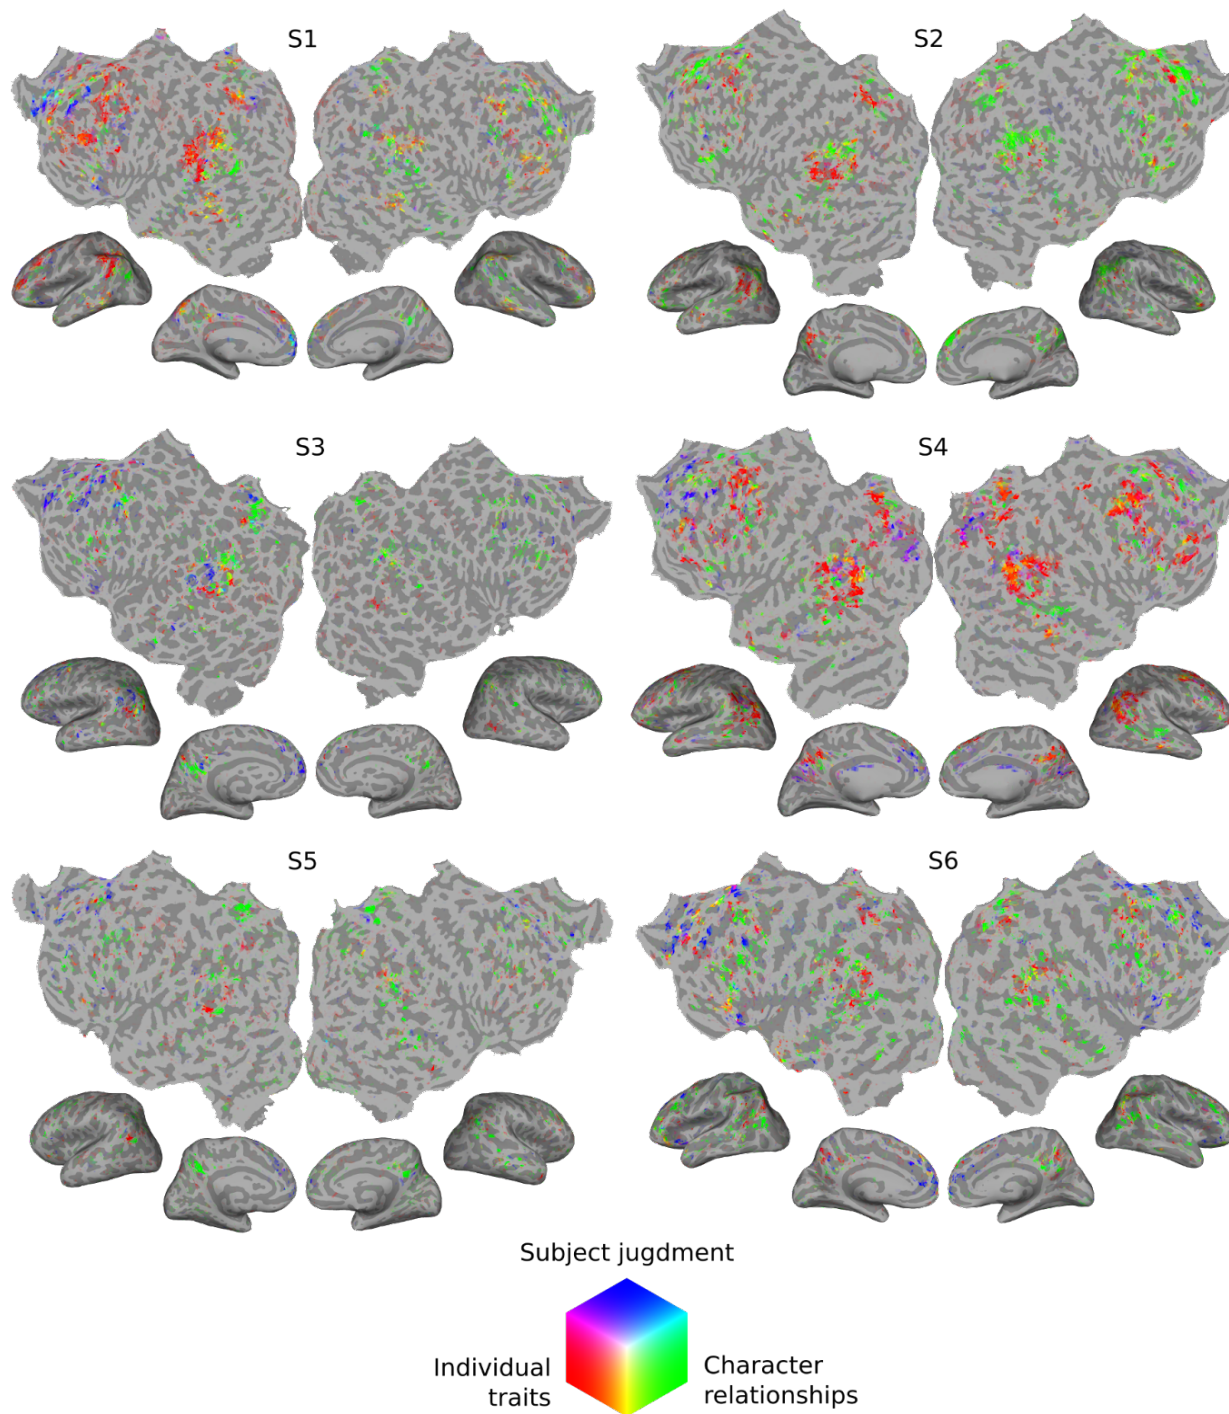 S1
S2
S3
S4
S5
S6
Subject jugdment
Individual
traits
Character
relationships